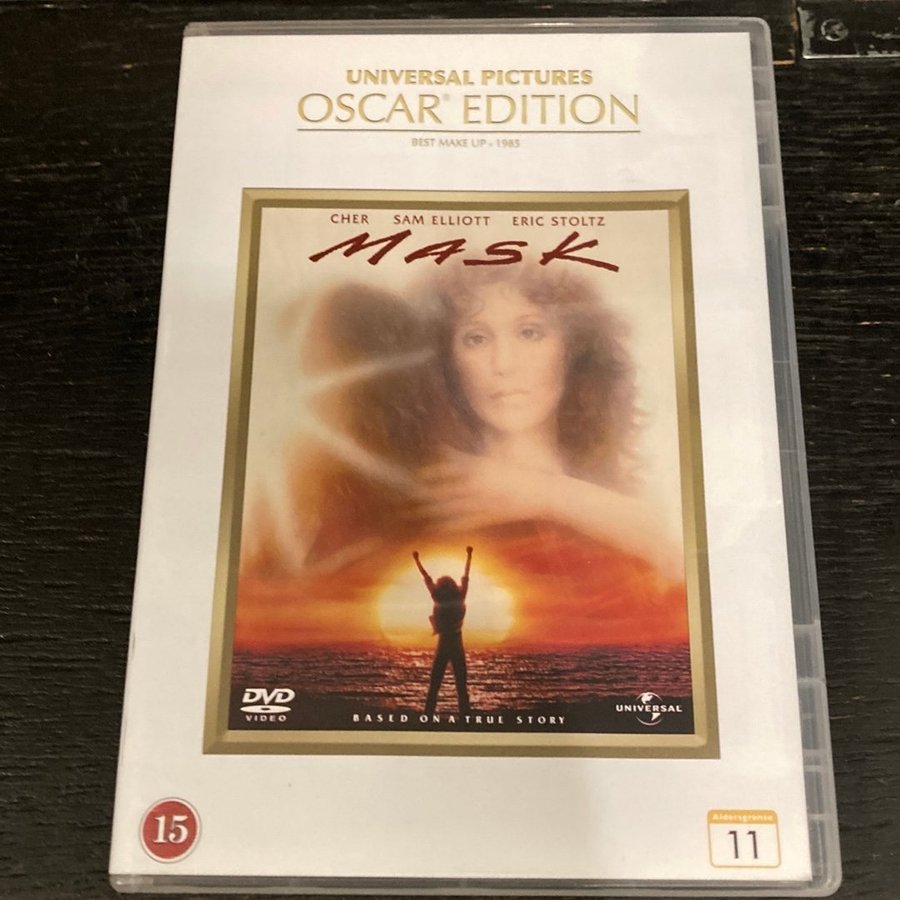 UNIVERSAL PICTURES
OSCAR® EDITION
BEST MAKE UP • 1985
CHER SAM ELLIOTT ERIC STOLTZ
MASK
DVD
VIDEO
BASED ON A TRUE STORY
UNIVERSAL
15
Aldersgrense
11